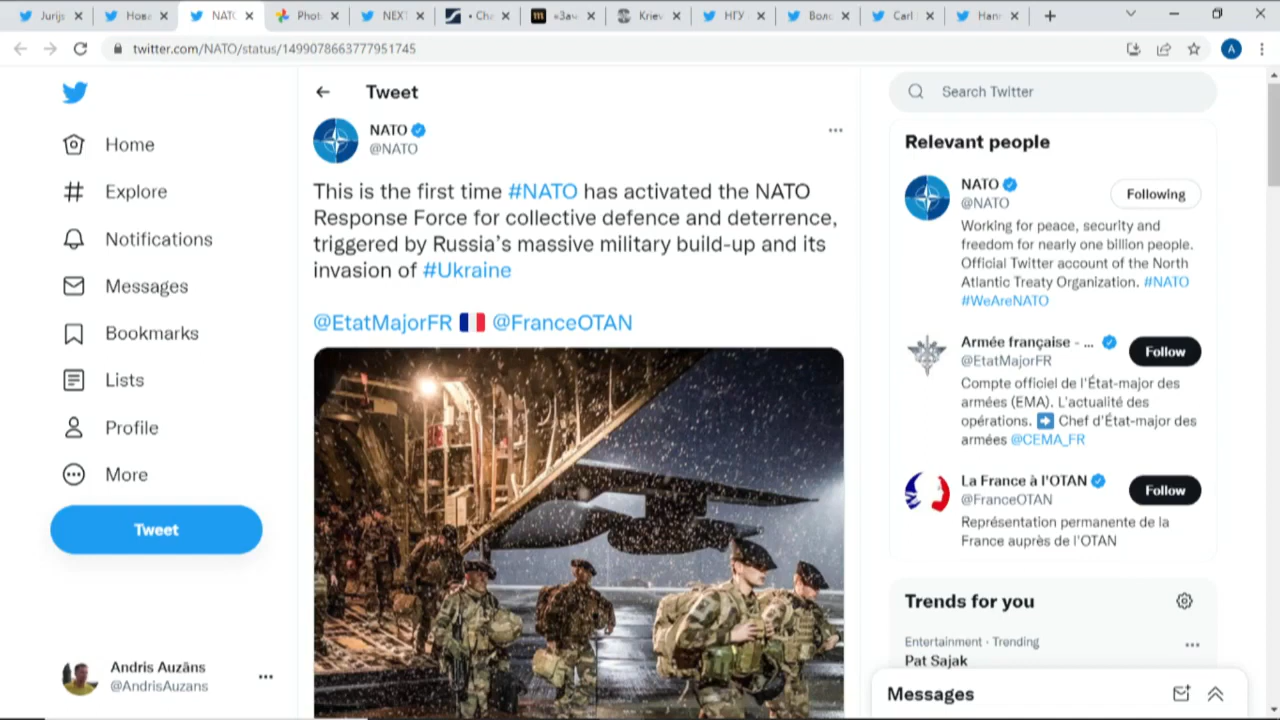 Jurijs
Нова
NATO
Phot
NEXT
• Che
«Зач
Kriev
НГУ
Волс
Carl
Hann
twitter.com/NATO/status/1499078663777951745
A
Home
Explore
Notifications
Messages
Bookmarks
Lists
Profile
More
Tweet
Andris Auzāns
@AndrisAuzans
Tweet
NATO
@NATO
This is the first time #NATO has activated the NATO
Response Force for collective defence and deterrence,
triggered by Russia's massive military build-up and its
invasion of #Ukraine
@EtatMajorFR @FranceOTAN
Search Twitter
Relevant people
NATO
@NATO
Following
Working for peace, security and
freedom for nearly one billion people.
Official Twitter account of the North
Atlantic Treaty Organization. #NATO
#WeAreNATO
Armée française - ...
@EtatMajorFR
Follow
Compte officiel de l'État-major des
armées (EMA). L'actualité des
opérations. ➡ Chef d'État-major des
armées @CEMA_FR
La France à l'OTAN
@FranceOTAN
Follow
Représentation permanente de la
France auprès de l'OTAN
Trends for you
Entertainment · Trending
Pat Sajak
Messages